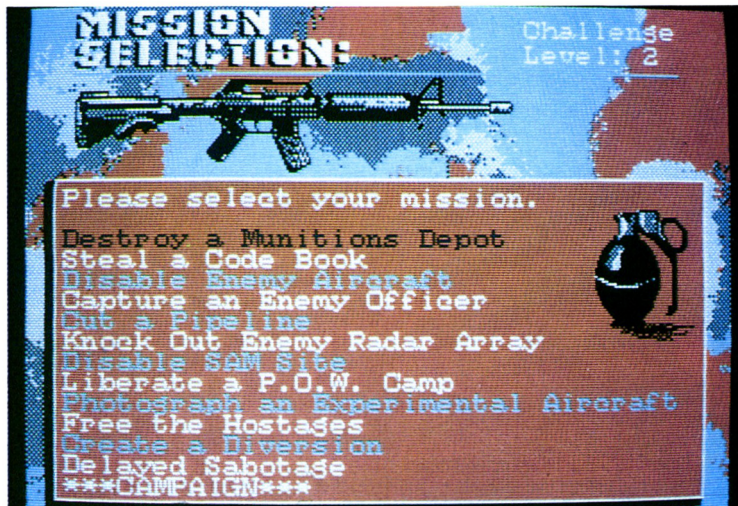 MISSION
SELECTION:
Challenge
Level: 2
Please select your mission.
Destroy a Munitions Depot
Steal a Code Book
Disable Enemy Aircraft
Capture an Enemy Officer
Cut a Pipeline
Knock Out Enemy Radar Array
Disable SAM Site
Liberate a P.O.W. Camp
Photograph an Experimental Aircraft
Free the Hostages
Create a Diversion
Delayed Sabotage
***CAMPAIGN***